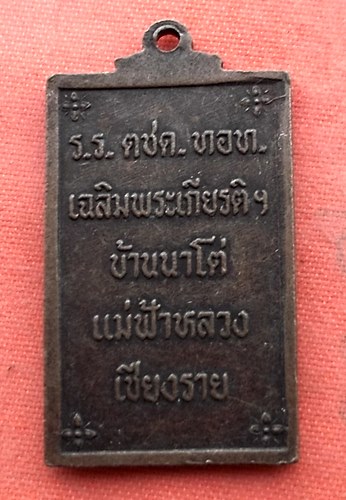 ร.ร. ตชด. ทอท.
เฉลิมพระเกียรติฯ
บ้านนาโต่
แม่ฟ้าหลวง
เชียงราย